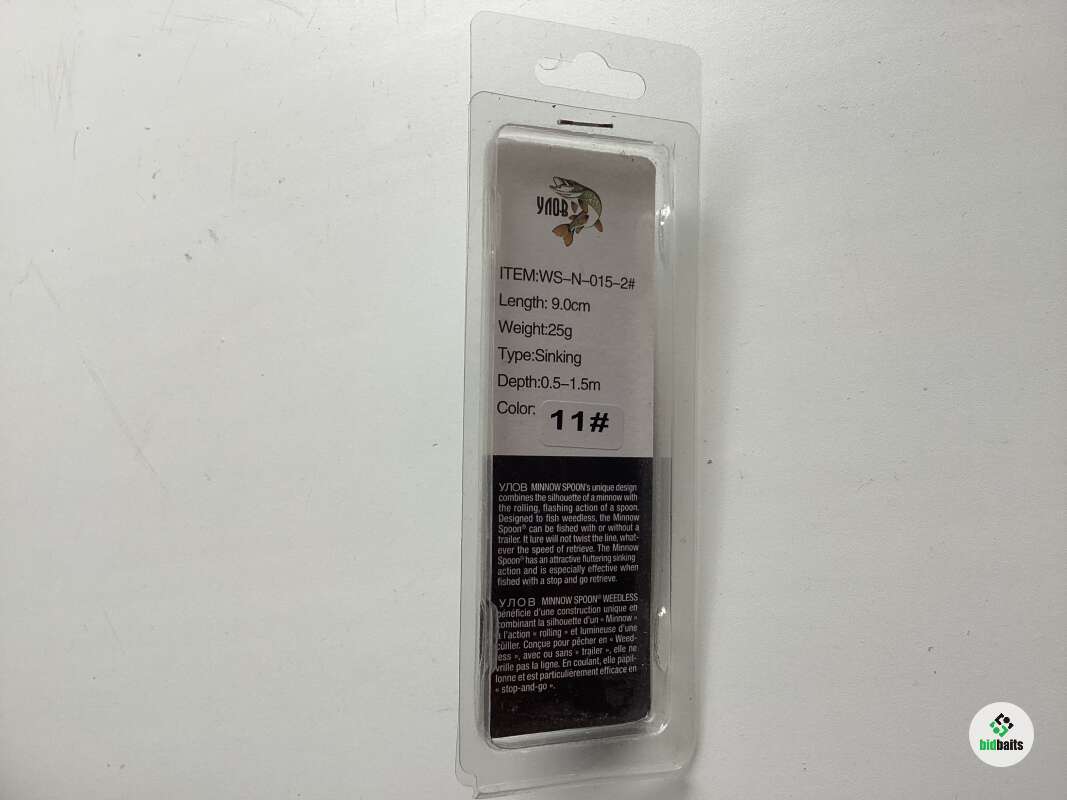 УЛОВ
ITEM:WS–N–015–2#
Length: 9.0cm
Weight:25g
Type:Sinking
Depth:0.5–1.5m
Color: 11#
УЛОВ MINNOW SPOON's unique design
combines the silhouette of a minnow with
the rolling, flashing action of a spoon.
Designed to fish weedless, the Minnow
Spoon® can be fished with or without a
trailer. It lure will not twist the line, what-
ever the speed of retrieve. The Minnow
Spoon® has an attractive fluttering sinking
action and is especially effective when
fished with a stop and go retrieve.
УЛОВ MINNOW SPOON® WEEDLESS
bénéficie d'une construction unique en
combinant la silhouette d'un « Minnow »
à l'action « rolling » et lumineuse d'une
cuiller. Conçue pour pêcher en « Weed-
less », avec ou sans « trailer », elle ne
vrille pas la ligne. En coulant, elle papil-
lonne et est particulièrement efficace en
« stop-and-go ».
bidbaits